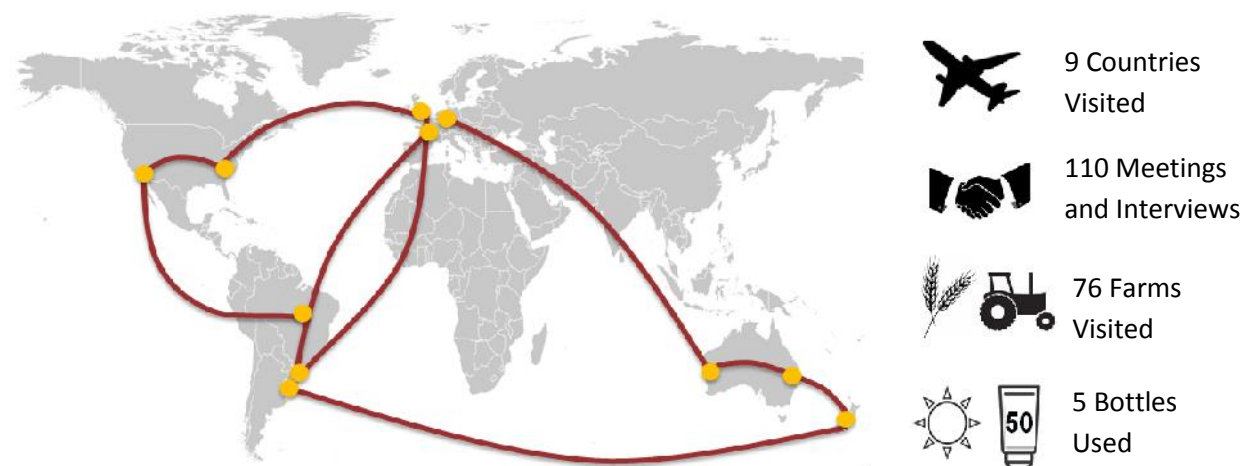 9 Countries
Visited
110 Meetings
and Interviews
76 Farms
Visited
50
5 Bottles
Used